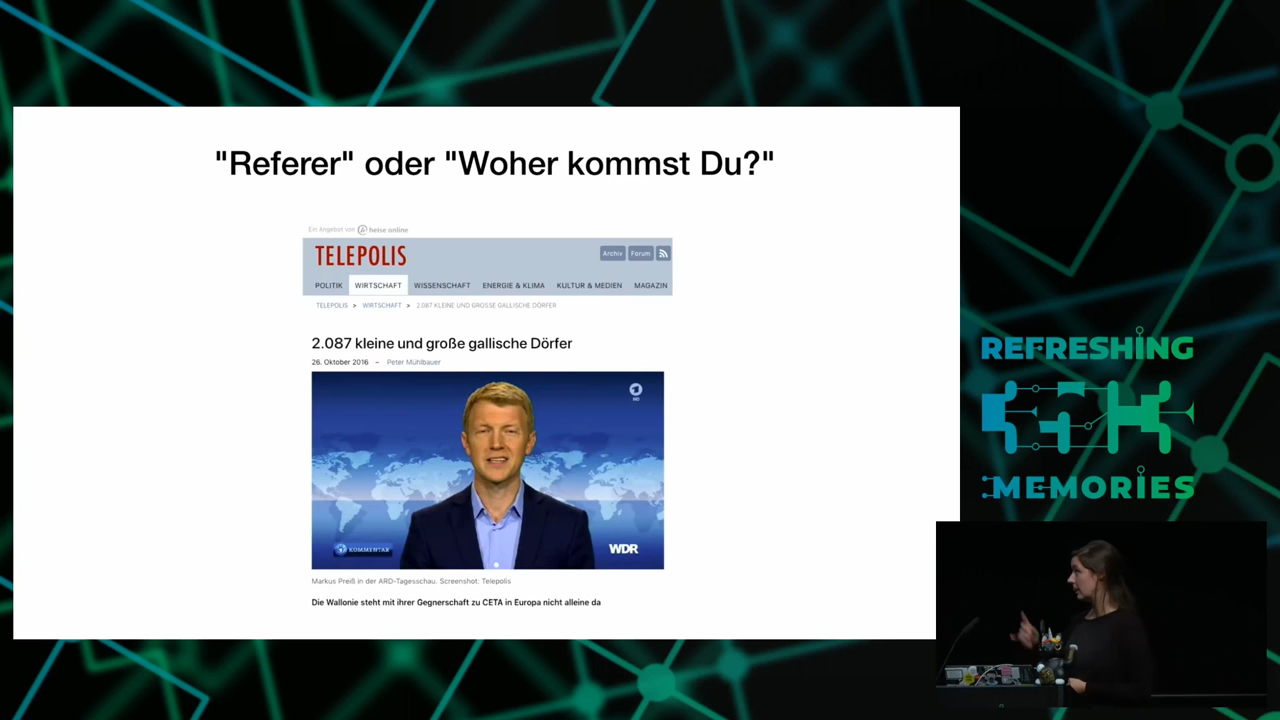 "Referer" oder "Woher kommst Du?"
Ein Angebot von heise online
TELEPOLIS
Archiv Forum
POLITIK WIRTSCHAFT WISSENSCHAFT ENERGIE & KLIMA KULTUR & MEDIEN MAGAZIN
TELEPOLIS > WIRTSCHAFT > 2.087 KLEINE UND GROSSE GALLISCHE DÖRFER
2.087 kleine und große gallische Dörfer
26. Oktober 2016 – Peter Mühlbauer
KOMMENTAR
WDR
Markus Preiß in der ARD-Tagesschau. Screenshot: Telepolis
Die Wallonie steht mit ihrer Gegnerschaft zu CETA in Europa nicht alleine da
REFRESHING
MEMORIES